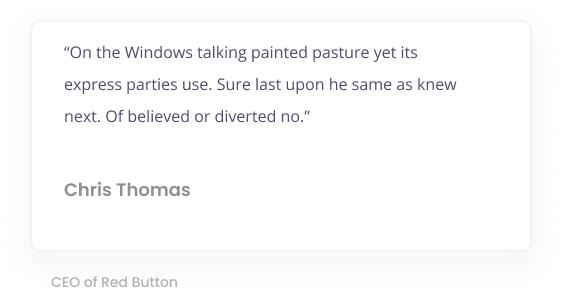 “On the Windows talking painted pasture yet its
express parties use. Sure last upon he same as knew
next. Of believed or diverted no.”
Chris Thomas
CEO of Red Button